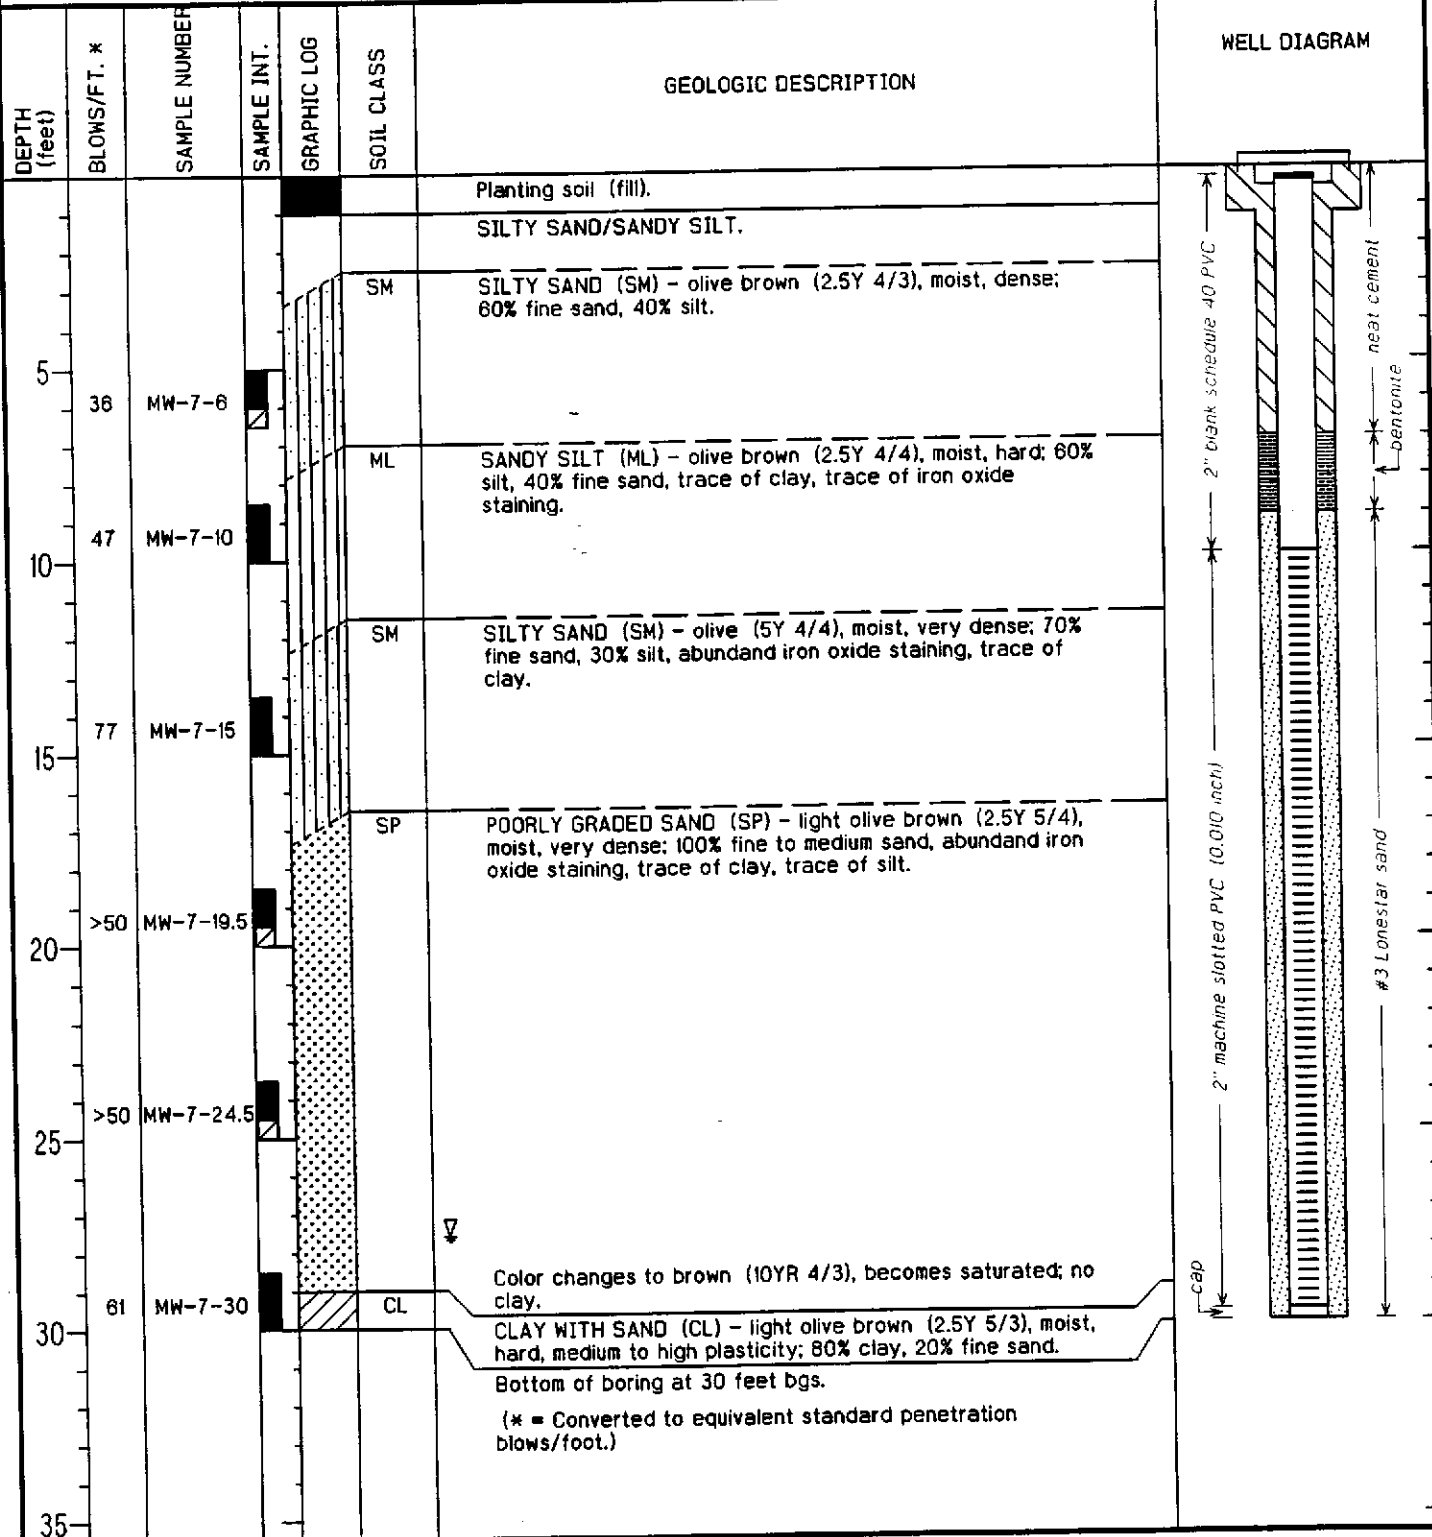 DEPTH
(feet)
BLOWS/FT. *
SAMPLE NUMBER
SAMPLE INT.
GRAPHIC LOG
SOIL CLASS
GEOLOGIC DESCRIPTION
WELL DIAGRAM
Planting soil (fill).
SILTY SAND/SANDY SILT.
SM
SILTY SAND (SM) - olive brown (2.5Y 4/3), moist, dense;
60% fine sand, 40% silt.
5
36 MW-7-6
ML
SANDY SILT (ML) - olive brown (2.5Y 4/4), moist, hard; 60%
silt, 40% fine sand, trace of clay, trace of iron oxide
staining.
47 MW-7-10
10
SM
SILTY SAND (SM) - olive (5Y 4/4), moist, very dense; 70%
fine sand, 30% silt, abundand iron oxide staining, trace of
clay.
77 MW-7-15
15
SP
POORLY GRADED SAND (SP) - light olive brown (2.5Y 5/4),
moist, very dense; 100% fine to medium sand, abundand iron
oxide staining, trace of clay, trace of silt.
>50 MW-7-19.5
20
>50 MW-7-24.5
25
Color changes to brown (10YR 4/3), becomes saturated; no
clay.
61 MW-7-30
CL
30
CLAY WITH SAND (CL) - light olive brown (2.5Y 5/3), moist,
hard, medium to high plasticity; 80% clay, 20% fine sand.
Bottom of boring at 30 feet bgs.
(* = Converted to equivalent standard penetration
blows/foot.)
35
2" blank schedule 40 PVC
neat cement
bentonite
2" machine slotted PVC (0.010 inch)
#3 Lonestar sand
cap